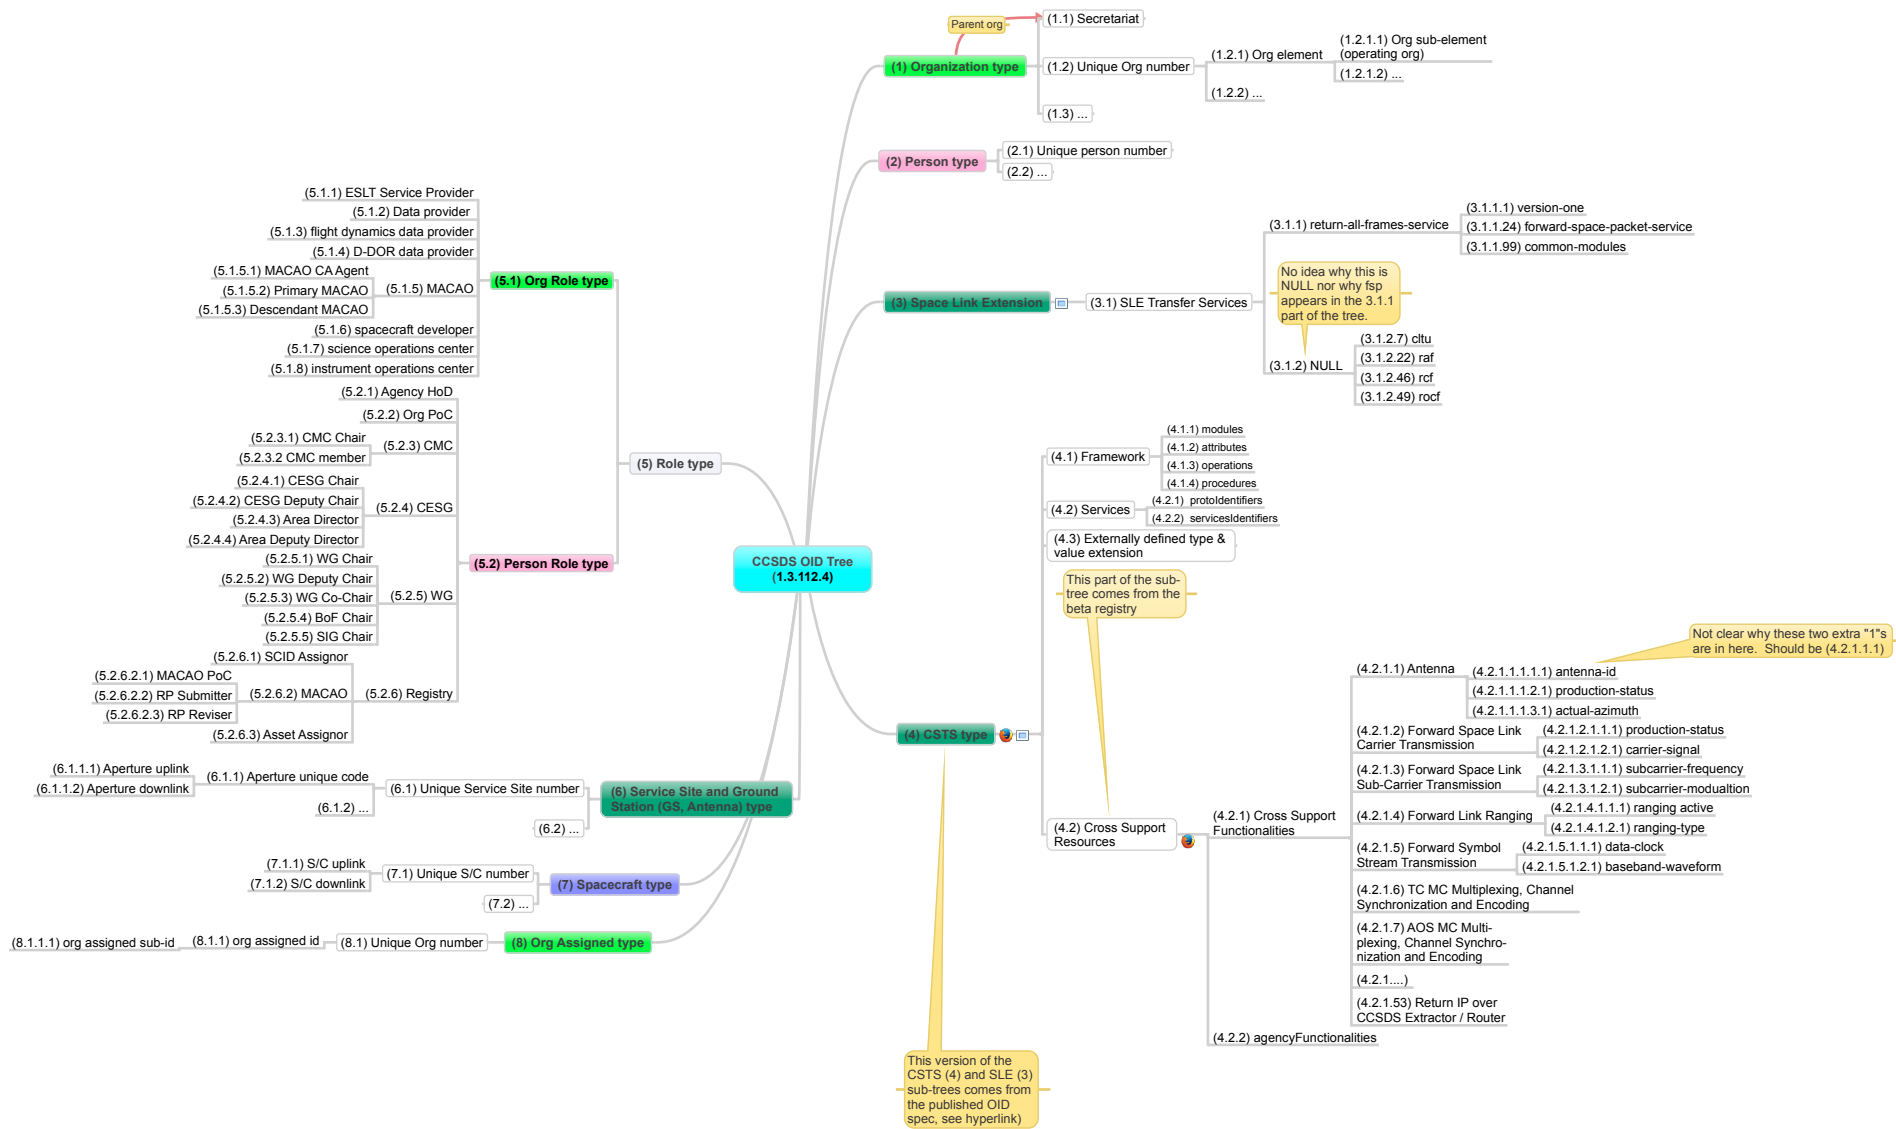 CCSDS OID Tree
(1.3.112.4)
(1) Organization type
Parent org
(1.1) Secretariat
(1.2) Unique Org number
(1.2.1) Org element
(1.2.1.1) Org sub-element
(operating org)
(1.2.1.2) ...
(1.2.2) ...
(1.3) ...
(2) Person type
(2.1) Unique person number
(2.2) ...
(3) Space Link Extension
(3.1) SLE Transfer Services
(3.1.1) return-all-frames-service
(3.1.1.1) version-one
(3.1.1.24) forward-space-packet-service
(3.1.1.99) common-modules
No idea why this is
NULL nor why fsp
appears in the 3.1.1
part of the tree.
(3.1.2) NULL
(3.1.2.7) cltu
(3.1.2.22) raf
(3.1.2.46) rcf
(3.1.2.49) rocf
(4) CSTS type
(4.1) Framework
(4.1.1) modules
(4.1.2) attributes
(4.1.3) operations
(4.1.4) procedures
(4.2) Services
(4.2.1) protoIdentifiers
(4.2.2) servicesIdentifiers
(4.3) Externally defined type &
value extension
This part of the sub-
tree comes from the
beta registry
(4.2) Cross Support
Resources
(4.2.1) Cross Support
Functionalities
(4.2.1.1) Antenna
(4.2.1.1.1.1.1) antenna-id
Not clear why these two extra "1"s
are in here. Should be (4.2.1.1.1)
(4.2.1.1.1.2.1) production-status
(4.2.1.1.1.3.1) actual-azimuth
(4.2.1.2) Forward Space Link
Carrier Transmission
(4.2.1.2.1.1.1) production-status
(4.2.1.2.1.2.1) carrier-signal
(4.2.1.3) Forward Space Link
Sub-Carrier Transmission
(4.2.1.3.1.1.1) subcarrier-frequency
(4.2.1.3.1.2.1) subcarrier-modualtion
(4.2.1.4) Forward Link Ranging
(4.2.1.4.1.1.1) ranging active
(4.2.1.4.1.2.1) ranging-type
(4.2.1.5) Forward Symbol
Stream Transmission
(4.2.1.5.1.1.1) data-clock
(4.2.1.5.1.2.1) baseband-waveform
(4.2.1.6) TC MC Multiplexing, Channel
Synchronization and Encoding
(4.2.1.7) AOS MC Multi-
plexing, Channel Synchro-
nization and Encoding
(4.2.1....)
(4.2.1.53) Return IP over
CCSDS Extractor / Router
(4.2.2) agencyFunctionalities
This version of the
CSTS (4) and SLE (3)
sub-trees comes from
the published OID
spec, see hyperlink)
(5) Role type
(5.1) Org Role type
(5.1.1) ESLT Service Provider
(5.1.2) Data provider
(5.1.3) flight dynamics data provider
(5.1.4) D-DOR data provider
(5.1.5) MACAO
(5.1.5.1) MACAO CA Agent
(5.1.5.2) Primary MACAO
(5.1.5.3) Descendant MACAO
(5.1.6) spacecraft developer
(5.1.7) science operations center
(5.1.8) instrument operations center
(5.2) Person Role type
(5.2.1) Agency HoD
(5.2.2) Org PoC
(5.2.3) CMC
(5.2.3.1) CMC Chair
(5.2.3.2 CMC member
(5.2.4) CESG
(5.2.4.1) CESG Chair
(5.2.4.2) CESG Deputy Chair
(5.2.4.3) Area Director
(5.2.4.4) Area Deputy Director
(5.2.5) WG
(5.2.5.1) WG Chair
(5.2.5.2) WG Deputy Chair
(5.2.5.3) WG Co-Chair
(5.2.5.4) BoF Chair
(5.2.5.5) SIG Chair
(5.2.6) Registry
(5.2.6.1) SCID Assignor
(5.2.6.2) MACAO
(5.2.6.2.1) MACAO PoC
(5.2.6.2.2) RP Submitter
(5.2.6.2.3) RP Reviser
(5.2.6.3) Asset Assignor
(6) Service Site and Ground
Station (GS, Antenna) type
(6.1) Unique Service Site number
(6.1.1) Aperture unique code
(6.1.1.1) Aperture uplink
(6.1.1.2) Aperture downlink
(6.1.2) ...
(6.2) ...
(7) Spacecraft type
(7.1) Unique S/C number
(7.1.1) S/C uplink
(7.1.2) S/C downlink
(7.2) ...
(8) Org Assigned type
(8.1) Unique Org number
(8.1.1) org assigned id
(8.1.1.1) org assigned sub-id